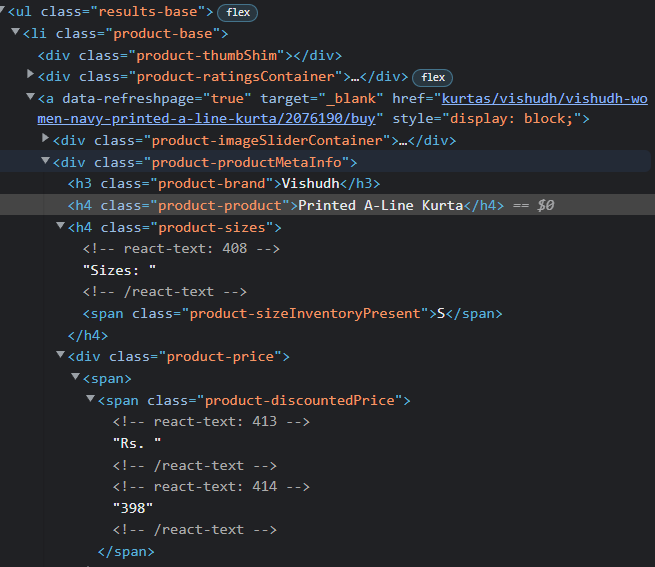 <ul class="results-base"> flex
<li class="product-base">
<div class="product-thumbShim"></div>
<div class="product-ratingsContainer">…</div> flex
<a data-refreshpage="true" target="_blank" href="kurtas/vishudh/vishudh-wo
men-navy-printed-a-line-kurta/2076190/buy" style="display: block;">
<div class="product-imageSliderContainer">…</div>
<div class="product-productMetaInfo">
<h3 class="product-brand">Vishudh</h3>
<h4 class="product-product">Printed A-Line Kurta</h4> == $0
<h4 class="product-sizes">
<!-- react-text: 408 -->
"Sizes: "
<!-- /react-text -->
<span class="product-sizeInventoryPresent">S</span>
</h4>
<div class="product-price">
<span>
<span class="product-discountedPrice">
<!-- react-text: 413 -->
"Rs. "
<!-- /react-text -->
<!-- react-text: 414 -->
"398"
<!-- /react-text -->
</span>